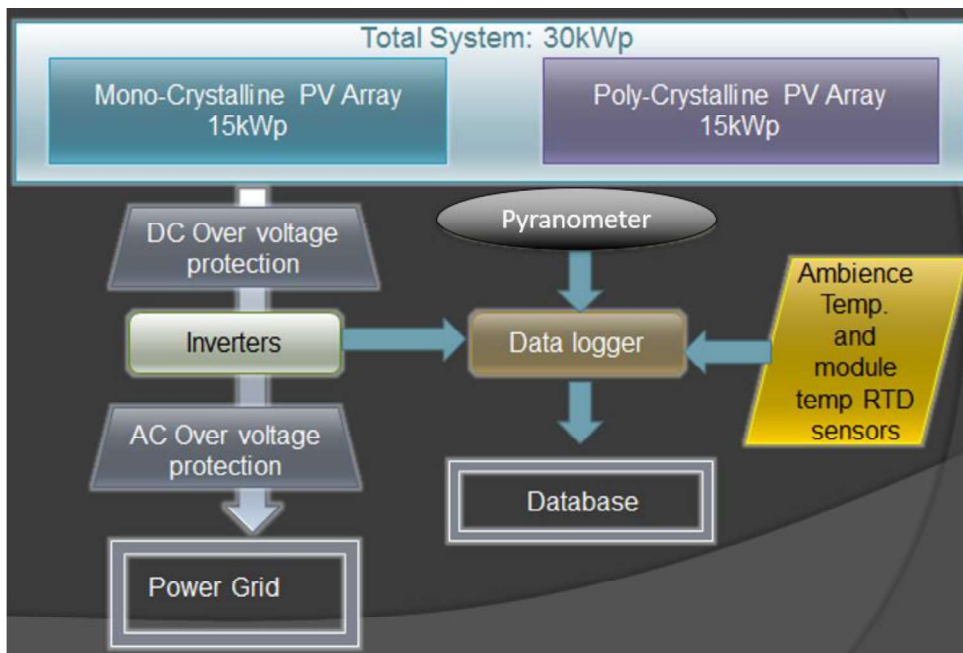 Total System: 30kWp
Mono-Crystalline PV Array
15kWp
Poly-Crystalline PV Array
15kWp
DC Over voltage
protection
Pyranometer
Ambience
Temp.
and
module
temp RTD
sensors
Inverters
Data logger
AC Over voltage
protection
Database
Power Grid